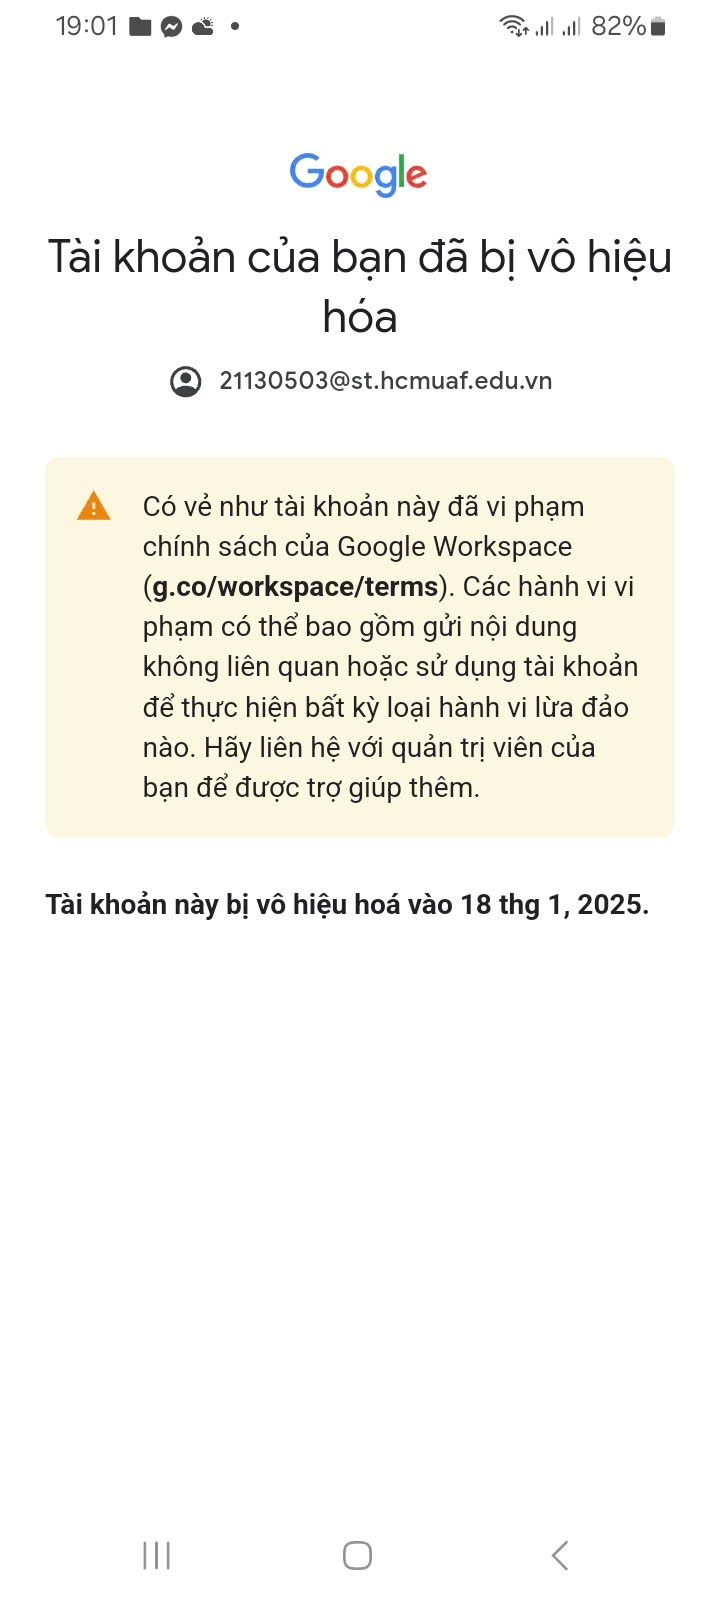 19:01
82%
Google
Tài khoản của bạn đã bị vô hiệu
hóa
21130503@st.hcmuaf.edu.vn
Có vẻ như tài khoản này đã vi phạm
chính sách của Google Workspace
(g.co/workspace/terms). Các hành vi vi
phạm có thể bao gồm gửi nội dung
không liên quan hoặc sử dụng tài khoản
để thực hiện bất kỳ loại hành vi lừa đảo
nào. Hãy liên hệ với quản trị viên của
bạn để được trợ giúp thêm.
Tài khoản này bị vô hiệu hoá vào 18 thg 1, 2025.